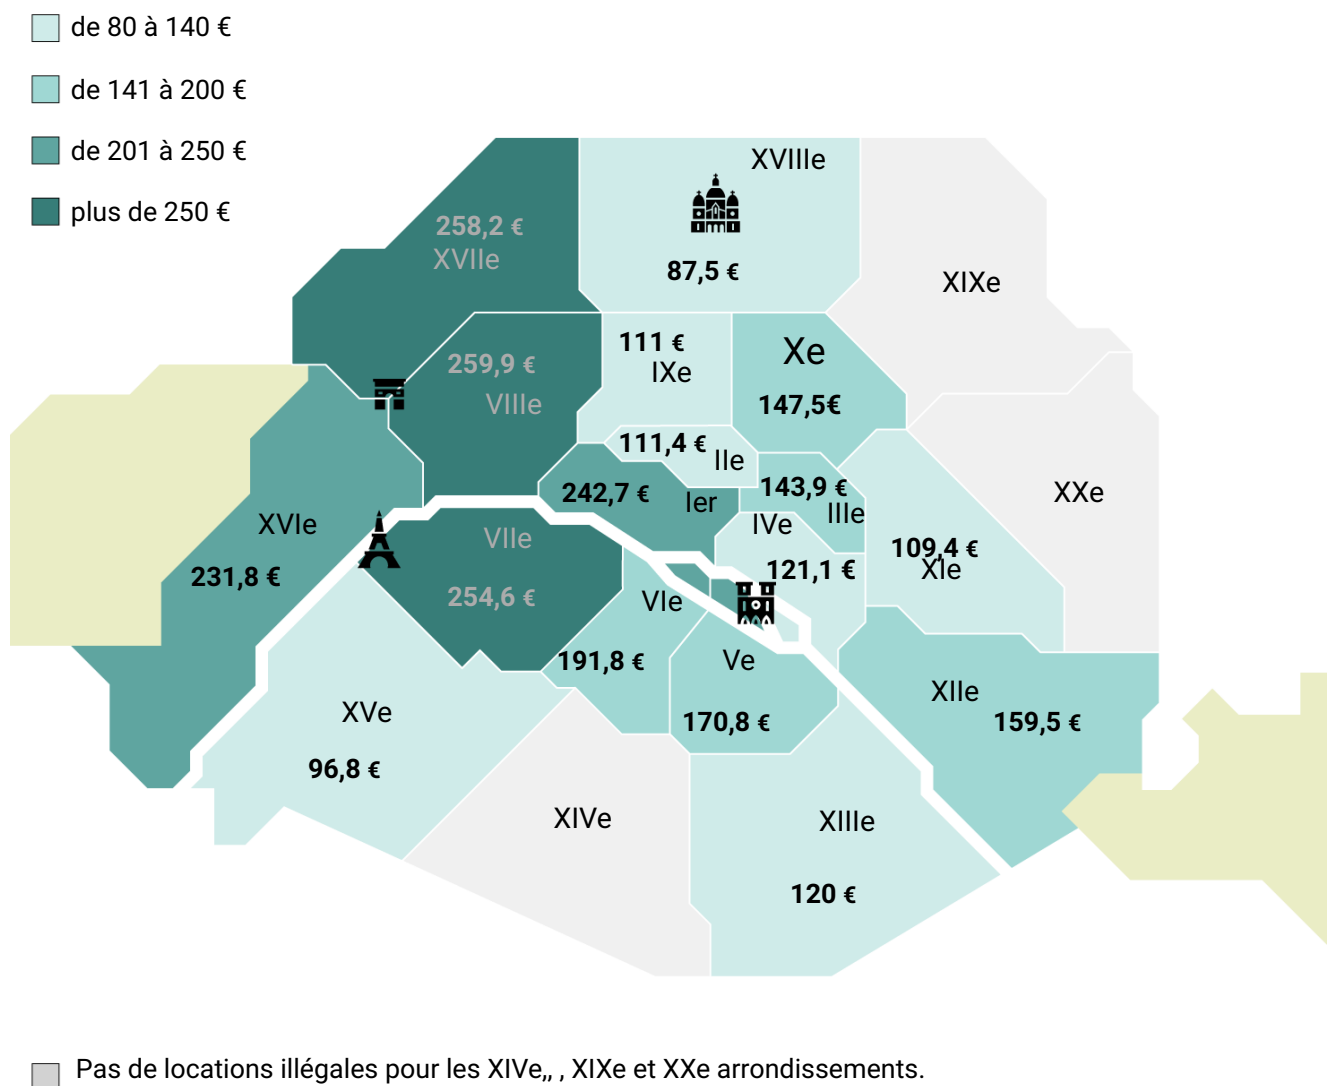 de 80 à 140 €
de 141 à 200 €
de 201 à 250 €
plus de 250 €
XVIIIe
87,5 €
258,2 €
XVIIe
XIXe
259,9 €
VIIIe
111 €
IXe
Xe
147,5€
111,4 €
IIe
242,7 €
Ier
143,9 €
IIIe
IVe
121,1 €
XXe
109,4 €
XIe
XVIe
231,8 €
VIIe
254,6 €
VIe
191,8 €
Ve
170,8 €
XIIe
159,5 €
XVe
96,8 €
XIVe
XIIIe
120 €
Pas de locations illégales pour les XIVe,, , XIXe et XXe arrondissements.